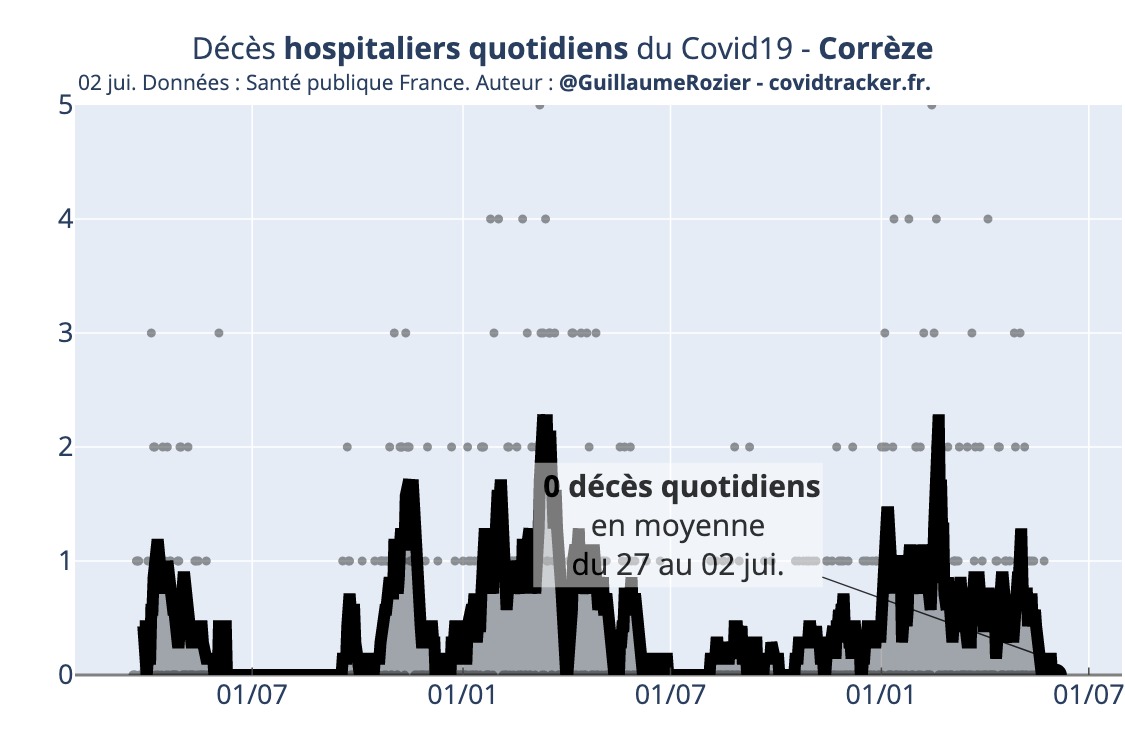 Décès hospitaliers quotidiens du Covid19 - Corrèze
02 jui. Données : Santé publique France. Auteur : @GuillaumeRozier - covidtracker.fr.
5
4
3
2
1
0
0 décès quotidiens
en moyenne
du 27 au 02 jui.
01/07 01/01 01/07 01/01 01/07